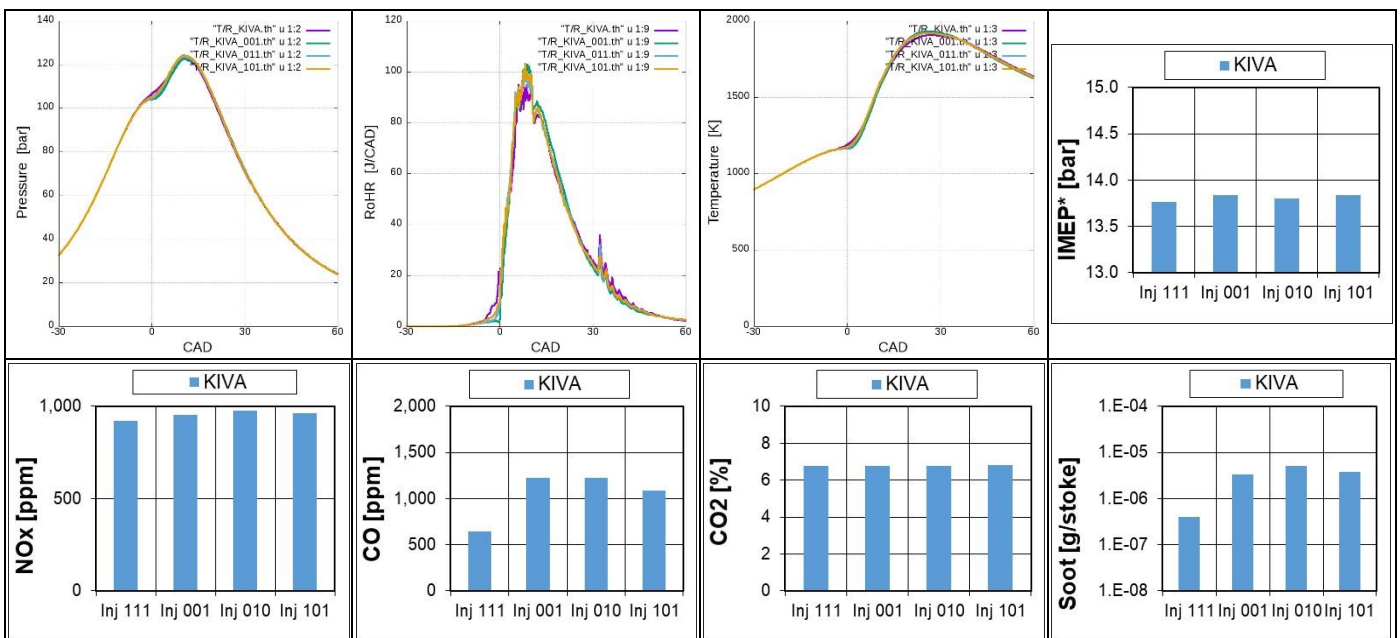 140
120
100
80
60
40
20
0
-30
0
30
60
Pressure [bar]
CAD
"T/R_KIVA.th" u 1:2
"T/R_KIVA_001.th" u 1:2
"T/R_KIVA_011.th" u 1:2
"T/R_KIVA_101.th" u 1:2
120
100
80
60
40
20
0
-30
0
30
60
RoHR [J/CAD]
CAD
"T/R_KIVA.th" u 1:9
"T/R_KIVA_001.th" u 1:9
"T/R_KIVA_011.th" u 1:9
"T/R_KIVA_101.th" u 1:9
2000
1500
1000
500
0
-30
0
30
60
Temperature [K]
CAD
"T/R_KIVA.th" u 1:3
"T/R_KIVA_001.th" u 1:3
"T/R_KIVA_011.th" u 1:3
"T/R_KIVA_101.th" u 1:3
KIVA
15.0
14.5
14.0
13.5
13.0
IMEP* [bar]
Inj 111 Inj 001 Inj 010 Inj 101
KIVA
1,000
500
0
NOx [ppm]
Inj 111 Inj 001 Inj 010 Inj 101
KIVA
2,000
1,500
1,000
500
0
CO [ppm]
Inj 111 Inj 001 Inj 010 Inj 101
KIVA
10
8
6
4
2
0
CO2 [%]
Inj 111 Inj 001 Inj 010 Inj 101
KIVA
1.E-04
1.E-05
1.E-06
1.E-07
1.E-08
Soot [g/stoke]
Inj 111 Inj 001 Inj 010 Inj 101